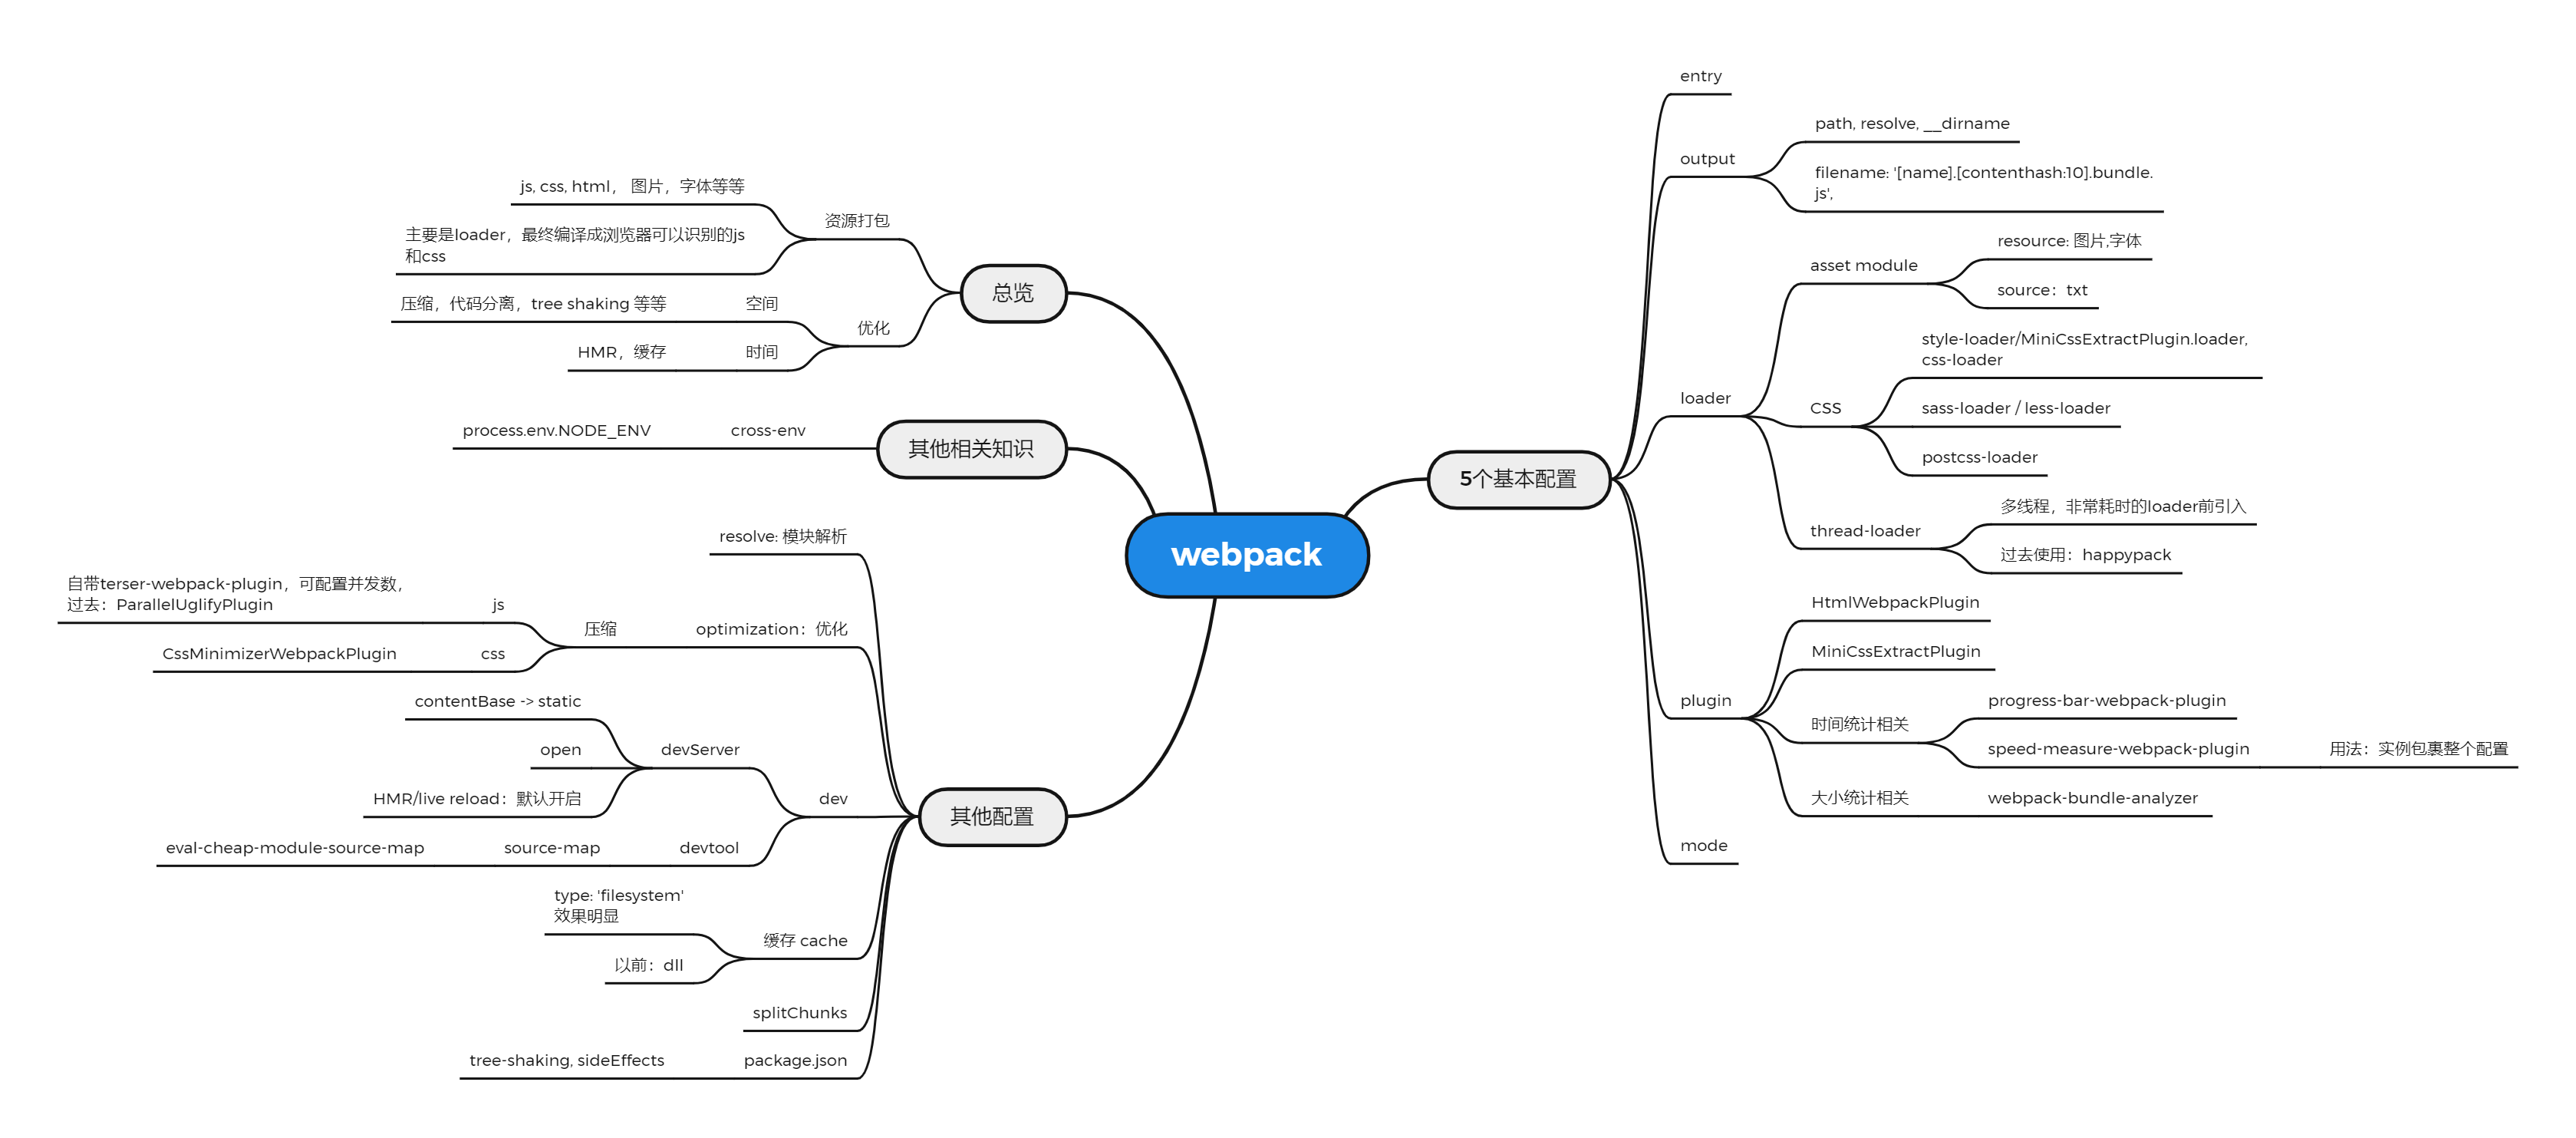 webpack
5个基本配置
entry
output
path, resolve, __dirname
filename: '[name].[contenthash:10].bundle.
js',
loader
asset module
resource: 图片,字体
source：txt
CSS
style-loader/MiniCssExtractPlugin.loader,
css-loader
sass-loader / less-loader
postcss-loader
thread-loader
多线程，非常耗时的loader前引入
过去使用：happypack
plugin
HtmlWebpackPlugin
MiniCssExtractPlugin
时间统计相关
progress-bar-webpack-plugin
speed-measure-webpack-plugin
用法：实例包裹整个配置
大小统计相关
webpack-bundle-analyzer
mode
总览
资源打包
js, css, html， 图片，字体等等
主要是loader，最终编译成浏览器可以识别的js
和css
优化
空间
压缩，代码分离，tree shaking 等等
时间
HMR，缓存
其他相关知识
cross-env
process.env.NODE_ENV
其他配置
resolve: 模块解析
optimization：优化
压缩
js
自带terser-webpack-plugin，可配置并发数，
过去：ParallelUglifyPlugin
css
CssMinimizerWebpackPlugin
dev
devServer
contentBase -> static
open
HMR/live reload：默认开启
devtool
source-map
eval-cheap-module-source-map
缓存 cache
type: 'filesystem'
效果明显
以前：dll
splitChunks
package.json
tree-shaking, sideEffects